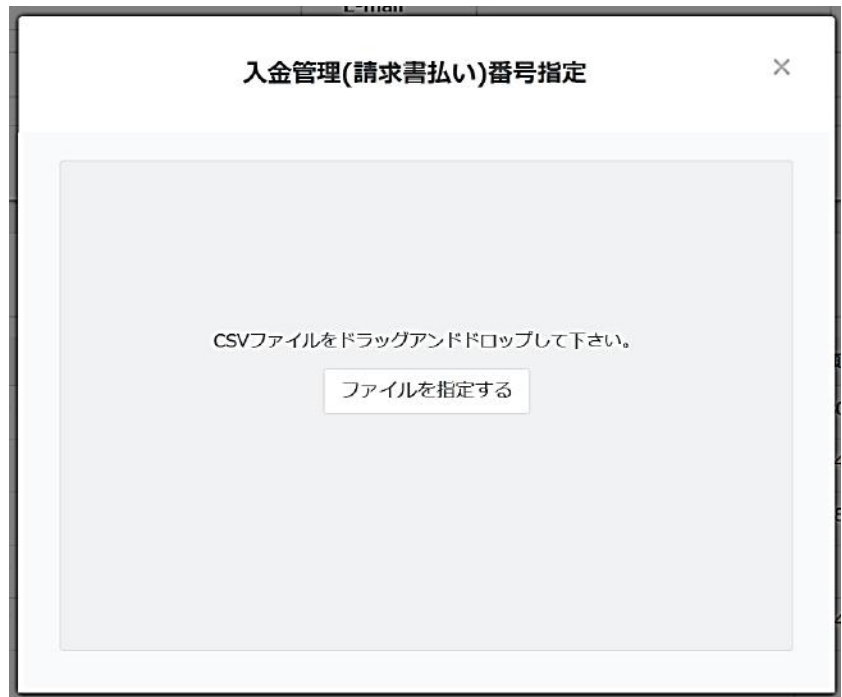 E-mail
入金管理(請求書払い)番号指定
×
CSVファイルをドラッグアンドドロップして下さい。
ファイルを指定する